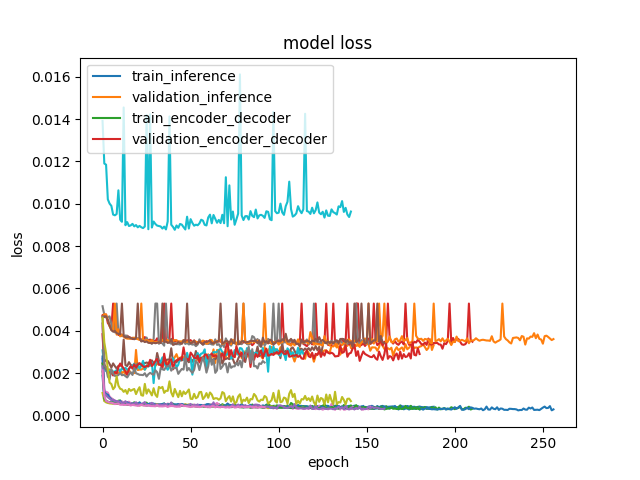 model loss
0.016
0.014
0.012
0.010
0.008
0.006
0.004
0.002
0.000
loss
train_inference
validation_inference
train_encoder_decoder
validation_encoder_decoder
0 50 100 150 200 250
epoch